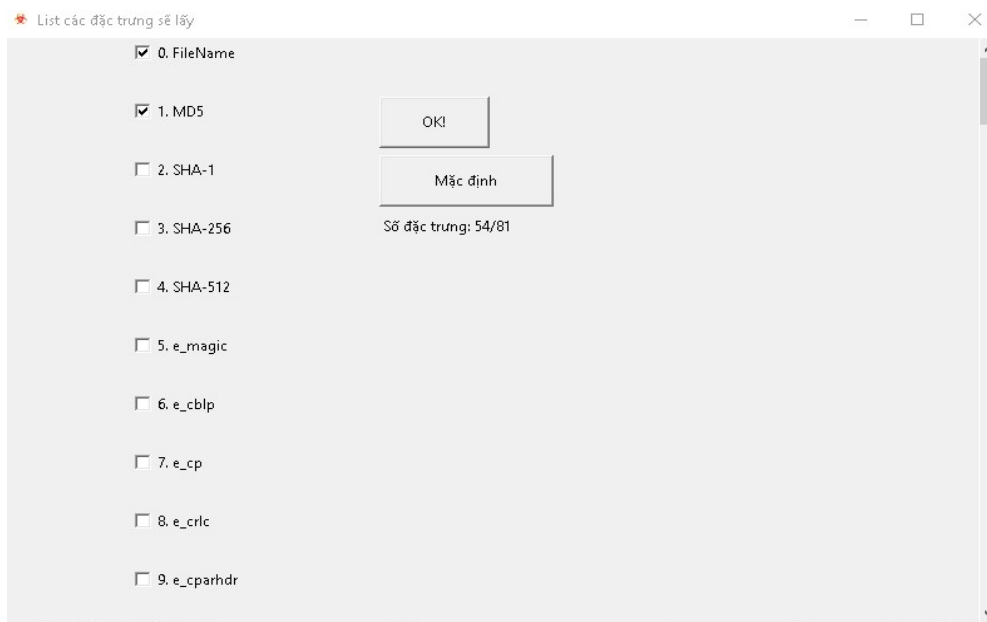 List các đặc trưng sẽ lấy
0. FileName
1. MD5
OK!
2. SHA-1
Mặc định
3. SHA-256
Số đặc trưng: 54/81
4. SHA-512
5. e_magic
6. e_cblp
7. e_cp
8. e_crlc
9. e_cparhdr